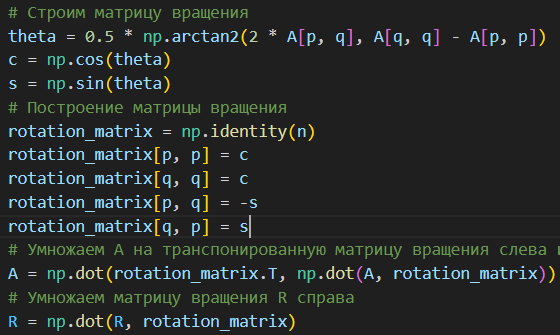 # Строим матрицу вращения
theta = 0.5 * np.arctan2(2 * A[p, q], A[q, q] - A[p, p])
c = np.cos(theta)
s = np.sin(theta)
# Построение матрицы вращения
rotation_matrix = np.identity(n)
rotation_matrix[p, p] = c
rotation_matrix[q, q] = c
rotation_matrix[p, q] = -s
rotation_matrix[q, p] = s
# Умножаем A на транспонированную матрицу вращения слева
A = np.dot(rotation_matrix.T, np.dot(A, rotation_matrix))
# Умножаем матрицу вращения R справа
R = np.dot(R, rotation_matrix)